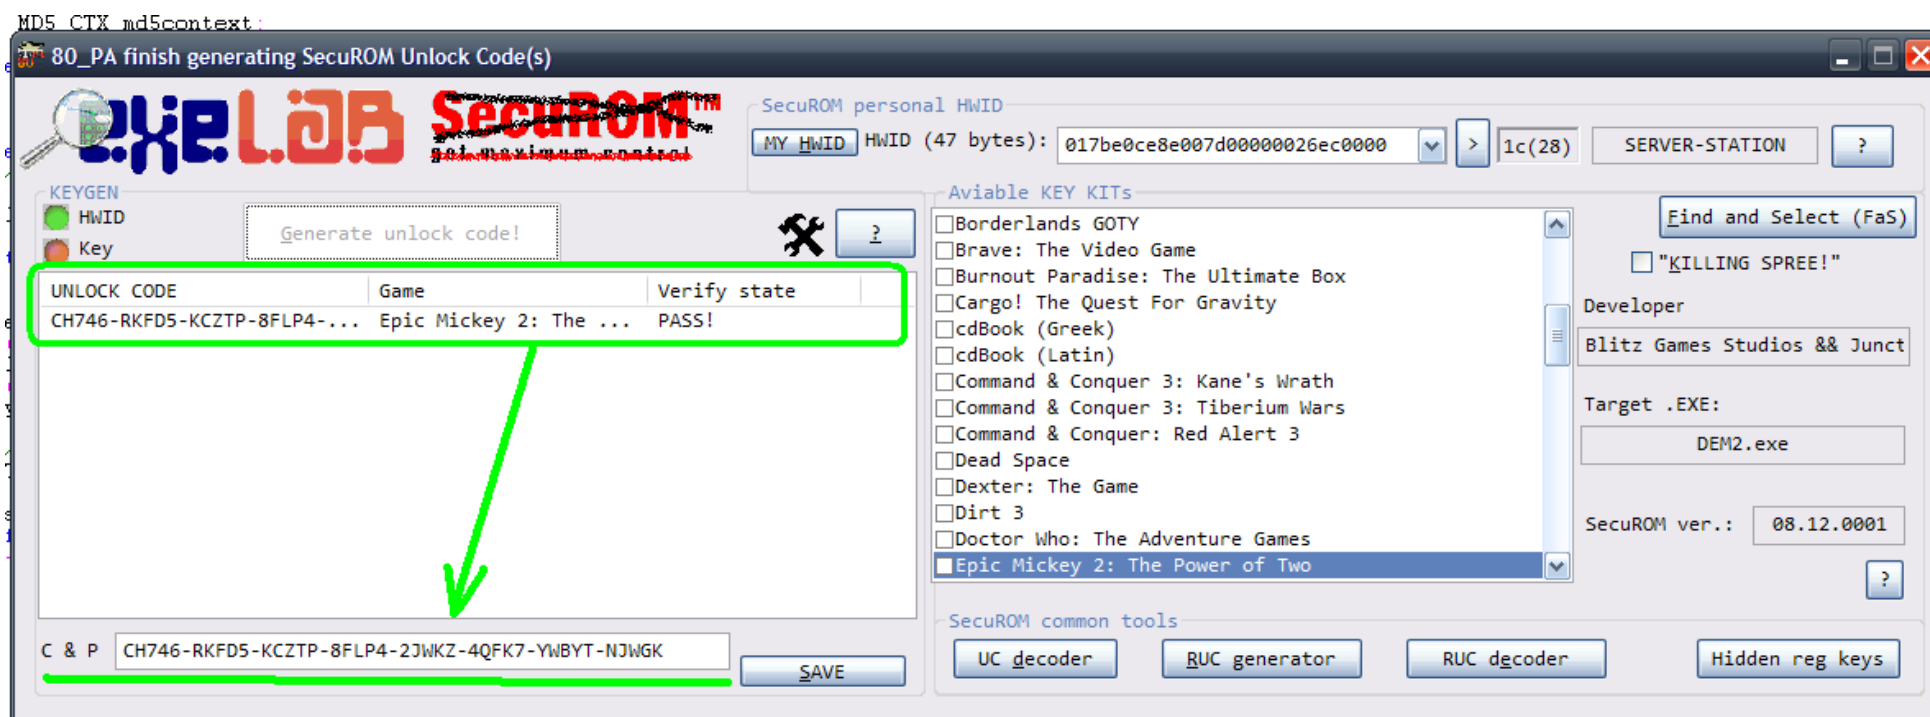 MD5_CTX md5context;
80_PA finish generating SecuROM Unlock Code(s)
exeLAB
SecuROM™
SecuROM personal HWID
MY HWID HWID (47 bytes): 017be0ce8e007d00000026ec0000 > 1c(28) SERVER-STATION ?
KEYGEN
HWID
Key
Generate unlock code!
?
UNLOCK CODE Game Verify state
CH746-RKFD5-KCZTP-8FLP4-... Epic Mickey 2: The ... PASS!
C & P CH746-RKFD5-KCZTP-8FLP4-2JWKZ-4QFK7-YWBYT-NJWGK
SAVE
Aviable KEY KITs
Borderlands GOTY
Brave: The Video Game
Burnout Paradise: The Ultimate Box
Cargo! The Quest For Gravity
cdBook (Greek)
cdBook (Latin)
Command & Conquer 3: Kane's Wrath
Command & Conquer 3: Tiberium Wars
Command & Conquer: Red Alert 3
Dead Space
Dexter: The Game
Dirt 3
Doctor Who: The Adventure Games
Epic Mickey 2: The Power of Two
Find and Select (FaS)
"KILLING SPREE!"
Developer
Blitz Games Studios && Junct
Target .EXE:
DEM2.exe
SecuROM ver.: 08.12.0001
?
SecuROM common tools
UC decoder RUC generator RUC decoder Hidden reg keys